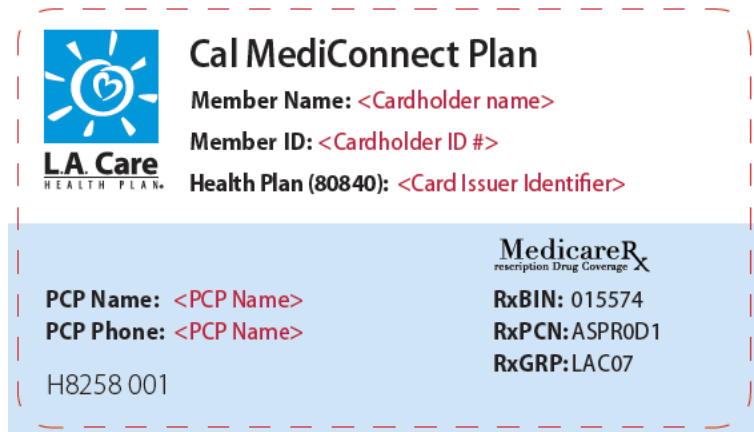 Cal MediConnect Plan
Member Name: <Cardholder name>
Member ID: <Cardholder ID #>
Health Plan (80840): <Card Issuer Identifier>
L.A. Care
HEALTH PLAN®
MedicareRx
rescription Drug Coverage
PCP Name: <PCP Name>
PCP Phone: <PCP Name>
RxBIN: 015574
RxPCN: ASPR0D1
RxGRP: LAC07
H8258 001